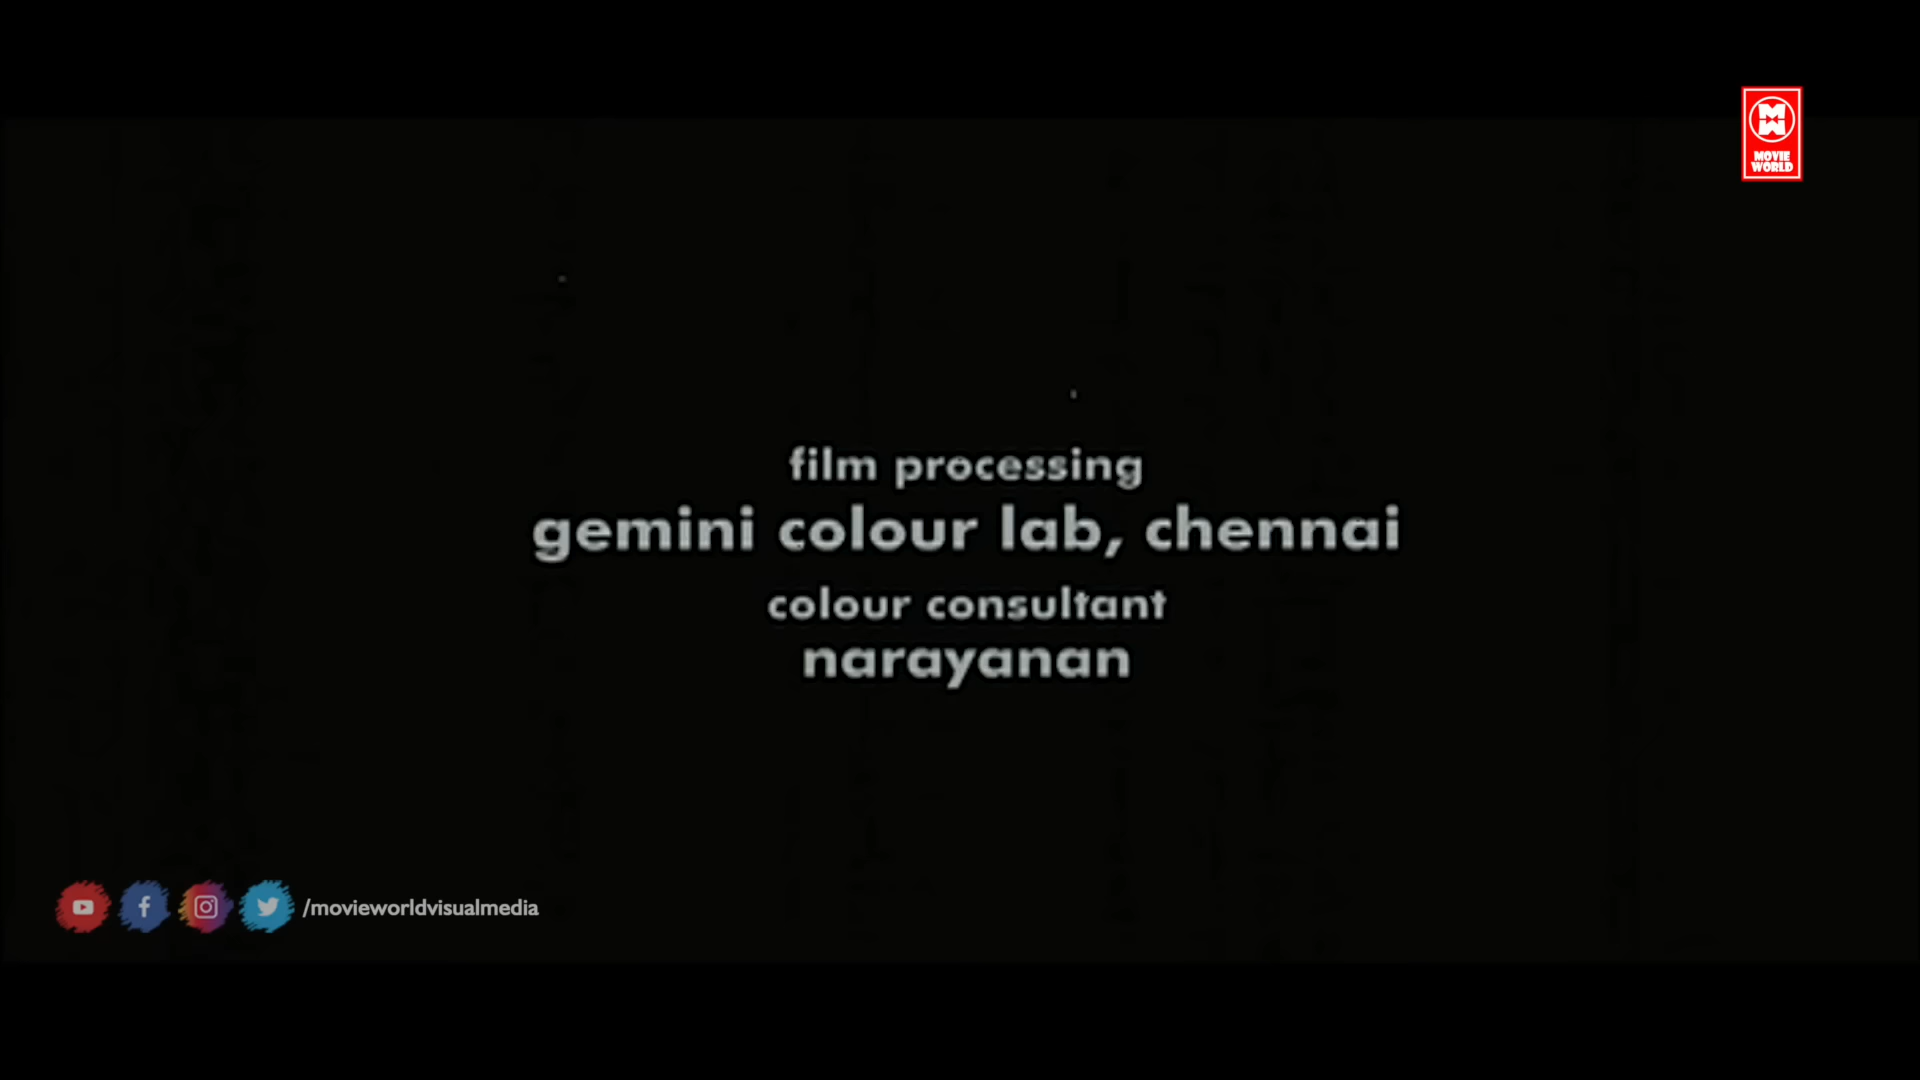 MOVIE
WORLD
film processing
gemini colour lab, chennai
colour consultant
narayanan
/movieworldvisualmedia